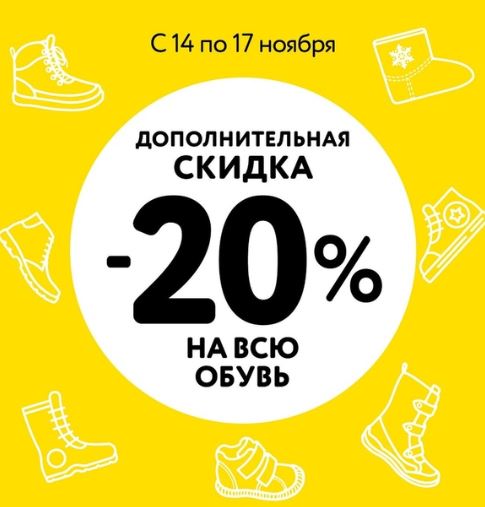 С 14 по 17 ноября
ДОПОЛНИТЕЛЬНАЯ
СКИДКА
-20%
НА ВСЮ
ОБУВЬ